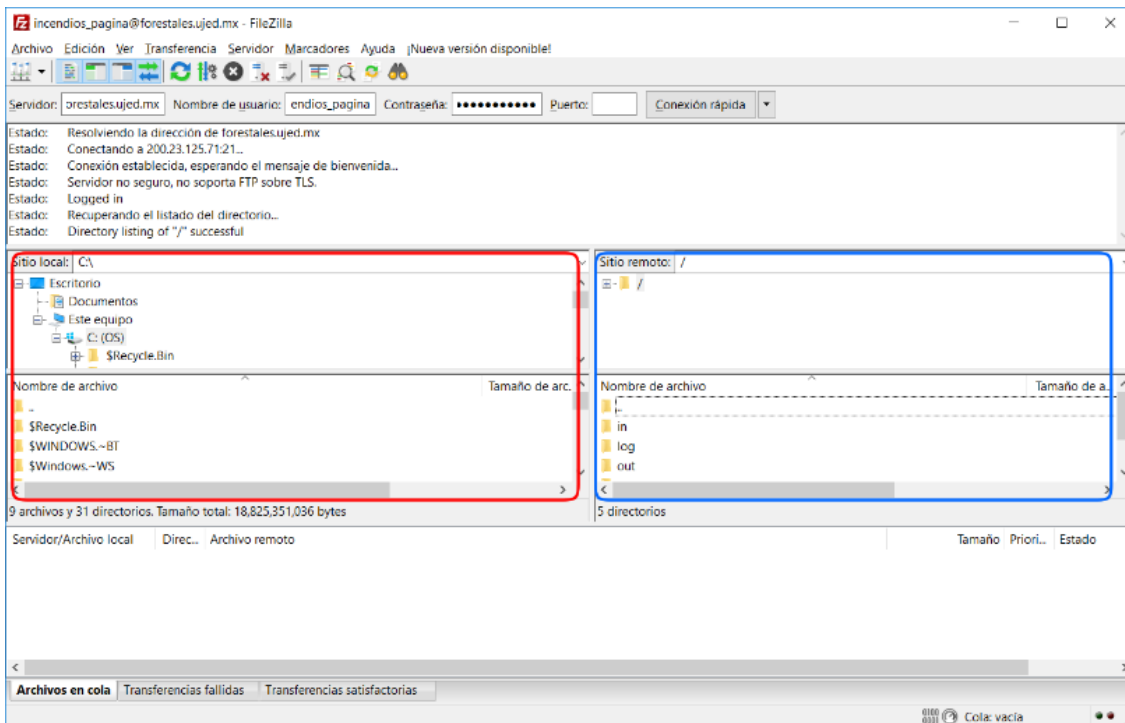 incendios_pagina@forestales.ujed.mx - FileZilla
Archivo Edición Ver Transferencia Servidor Marcadores Ayuda ¡Nueva versión disponible!
Servidor: orestales.ujed.mx Nombre de usuario: endios_pagina Contraseña: ●●●●●●●●●●● Puerto: Conexión rápida
Estado: Resolviendo la dirección de forestales.ujed.mx
Estado: Conectando a 200.23.125.71:21...
Estado: Conexión establecida, esperando el mensaje de bienvenida...
Estado: Servidor no seguro, no soporta FTP sobre TLS.
Estado: Logged in
Estado: Recuperando el listado del directorio...
Estado: Directory listing of "/" successful
Sitio local: C:\ Sitio remoto: /
Escritorio /
Documentos
Este equipo
C: (OS)
$Recycle.Bin
Nombre de archivo Tamaño de arc. Nombre de archivo Tamaño de a.
.. ..
$Recycle.Bin in
$WINDOWS.~BT log
$Windows.~WS out
9 archivos y 31 directorios. Tamaño total: 18,825,351,036 bytes 5 directorios
Servidor/Archivo local Direc... Archivo remoto Tamaño Priori... Estado
Archivos en cola Transferencias fallidas Transferencias satisfactorias
Cola: vacía